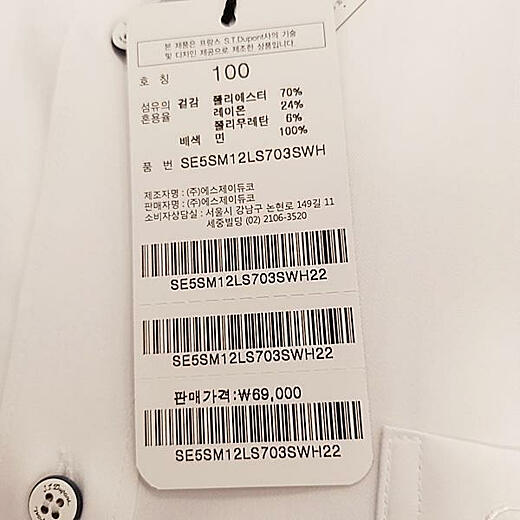 본 제품은 프랑스 S.T.Dupont사의 기술
및 디자인 제공으로 제조한 상품입니다.
호 칭 100
섬유의 겉감 폴리에스터 70%
혼용율 레이온 24%
폴리우레탄 6%
배색 면 100%
품 번 SE5SM12LS703SWH
제조자명 : (주)에스제이듀코
판매자명 : (주)에스제이듀코
소비자상담실 : 서울시 강남구 논현로 149길 11
세중빌딩 (02) 2106-3520
SE5SM12LS703SWH22
SE5SM12LS703SWH22
판매가격:₩69,000
SE5SM12LS703SWH22
S.T. Dupont